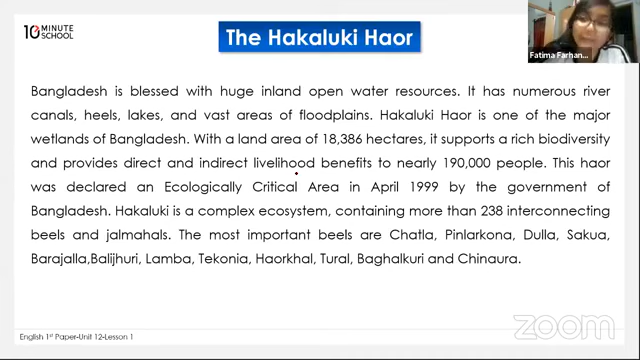 10 MINUTE
SCHOOL
The Hakaluki Haor
Fatima Farhan...
Bangladesh is blessed with huge inland open water resources. It has numerous river
canals, heels, lakes, and vast areas of floodplains. Hakaluki Haor is one of the major
wetlands of Bangladesh. With a land area of 18,386 hectares, it supports a rich biodiversity
and provides direct and indirect livelihood benefits to nearly 190,000 people. This haor
was declared an Ecologically Critical Area in April 1999 by the government of
Bangladesh. Hakaluki is a complex ecosystem, containing more than 238 interconnecting
beels and jalmahals. The most important beels are Chatla, Pinlarkona, Dulla, Sakua,
Barajalla,Balijhuri, Lamba, Tekonia, Haorkhal, Tural, Baghalkuri and Chinaura.
English 1st Paper-Unit 12-Lesson 1
zoom